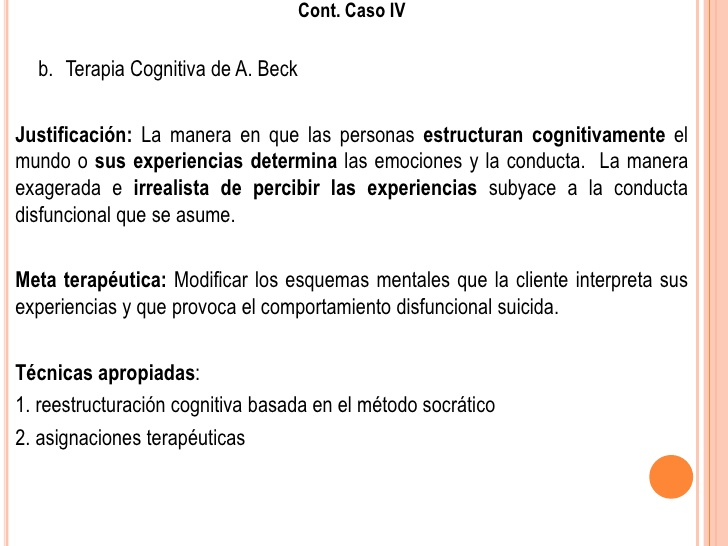 Cont. Caso IV
b. Terapia Cognitiva de A. Beck
Justificación: La manera en que las personas estructuran cognitivamente el
mundo o sus experiencias determina las emociones y la conducta. La manera
exagerada e irrealista de percibir las experiencias subyace a la conducta
disfuncional que se asume.
Meta terapéutica: Modificar los esquemas mentales que la cliente interpreta sus
experiencias y que provoca el comportamiento disfuncional suicida.
Técnicas apropiadas:
1. reestructuración cognitiva basada en el método socrático
2. asignaciones terapéuticas